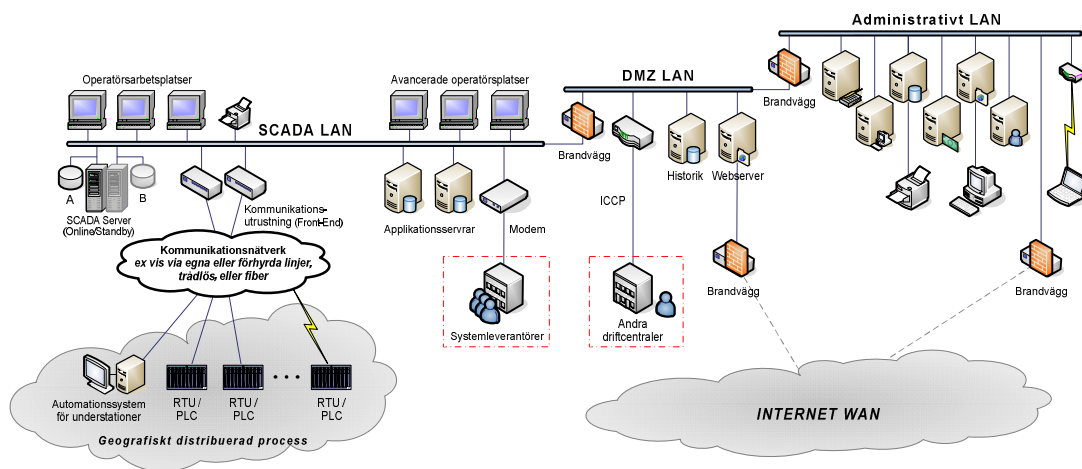 Administrativt LAN
Operatörsarbetsplatser
Avancerade operatörsplatser
DMZ LAN
Brandvägg
SCADA LAN
Brandvägg
Historik
Webserver
A
B
SCADA Server
(Online/Standby)
Kommunikations-
utrustning (Front-End)
Applikationsservrar
Modem
ICCP
Kommunikationsnätverk
ex vis via egna eller förhyrda linjer,
trådlös, eller fiber
Brandvägg
Brandvägg
Systemleverantörer
Andra
driftcentraler
Automationssystem
för understationer
RTU /
PLC
RTU /
PLC
RTU /
PLC
Geografiskt distribuerad process
INTERNET WAN